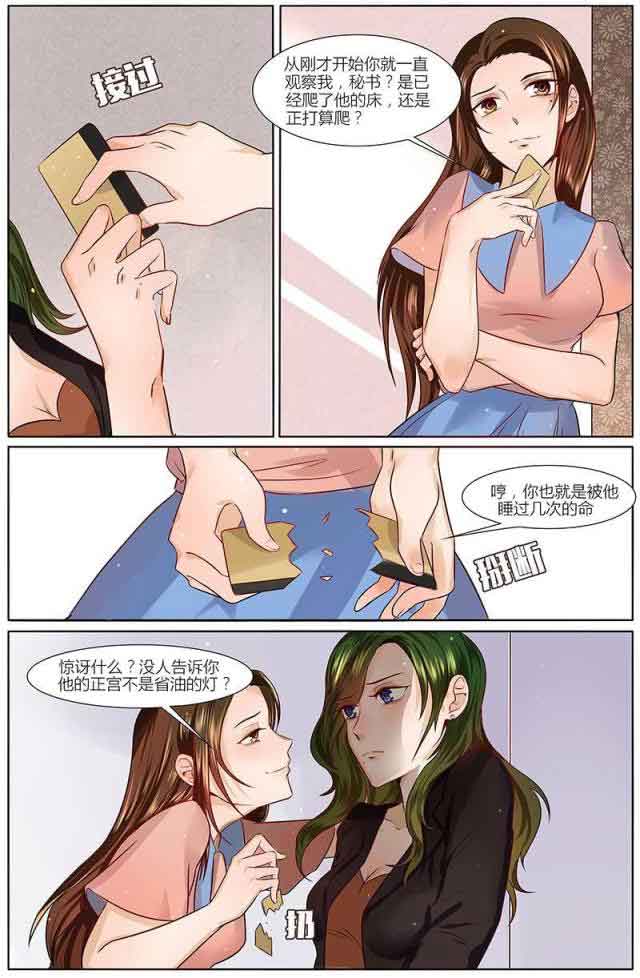 接过
从刚才开始你就一直
观察我，秘书？是已
经爬了他的床，还是
正打算爬？
哼，你也就是被他
睡过几次的命
掰断
惊讶什么？没人告诉你
他的正宫不是省油的灯？
扔